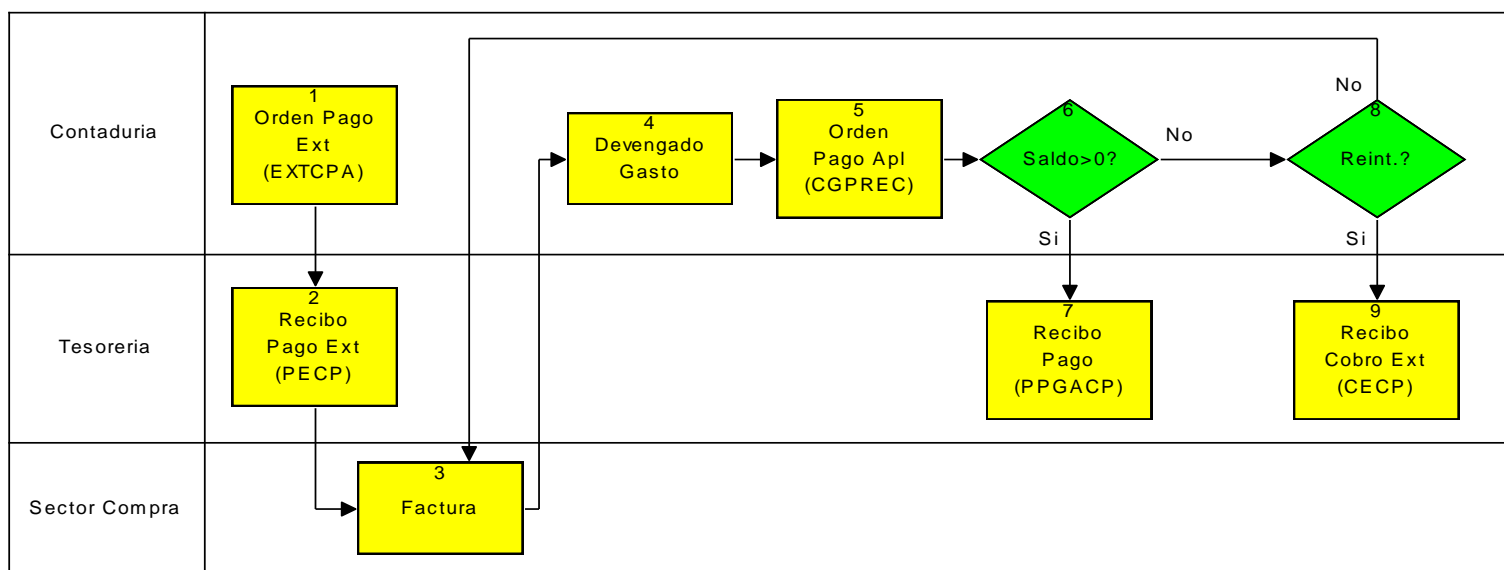 Contaduria
1
Orden Pago
Ext
(EXTCPA)
4
Devengado
Gasto
5
Orden
Pago Apl
(CGPREC)
6
Saldo>0?
No
Si
No
8
Reint.?
Si
Tesoreria
2
Recibo
Pago Ext
(PECP)
7
Recibo
Pago
(PPGACP)
9
Recibo
Cobro Ext
(CECP)
Sector Compra
3
Factura